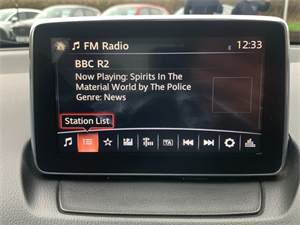 FM Radio
12:33
BBC R2
Now Playing: Spirits In The
Material World by The Police
Genre: News
Station List
TA